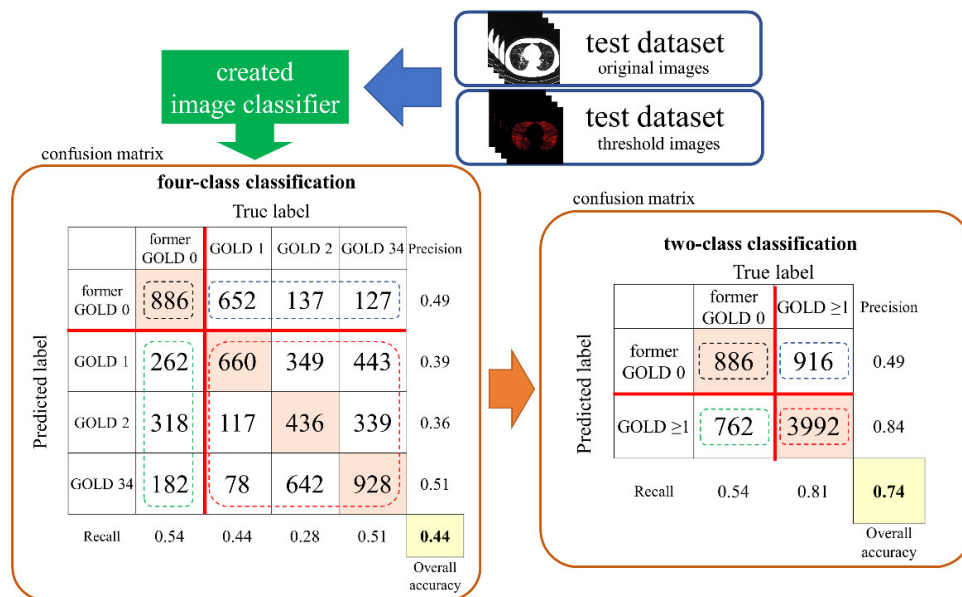 created
image classifier
test dataset
original images
test dataset
threshold images
confusion matrix
four-class classification
True label
former
GOLD 0
GOLD 1
GOLD 2
GOLD 34
Precision
former
GOLD 0
886
652
137
127
0.49
GOLD 1
262
660
349
443
0.39
GOLD 2
318
117
436
339
0.36
GOLD 34
182
78
642
928
0.51
Recall
0.54
0.44
0.28
0.51
0.44
Overall
accuracy
Predicted label
confusion matrix
two-class classification
True label
former
GOLD 0
GOLD ≥1
Precision
former
GOLD 0
886
916
0.49
GOLD ≥1
762
3992
0.84
Recall
0.54
0.81
0.74
Overall
accuracy
Predicted label